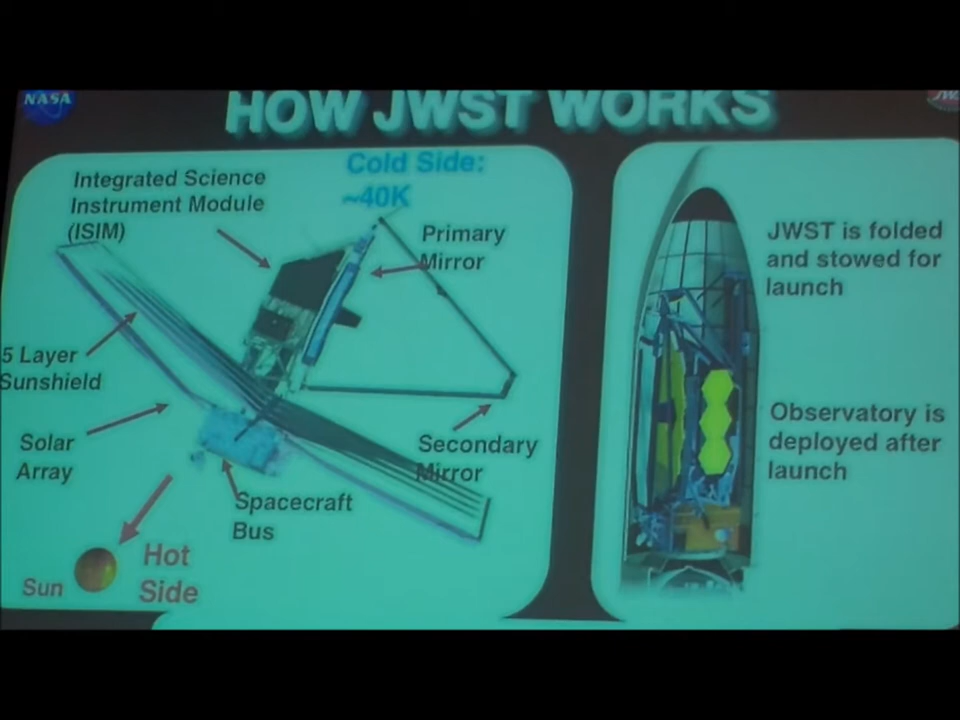 NASA
HOW JWST WORKS
Cold Side:
~40K
Integrated Science
Instrument Module
(ISIM)
Primary
Mirror
5 Layer
Sunshield
Solar
Array
Secondary
Mirror
Spacecraft
Bus
Hot
Side
Sun
JWST is folded
and stowed for
launch
Observatory is
deployed after
launch